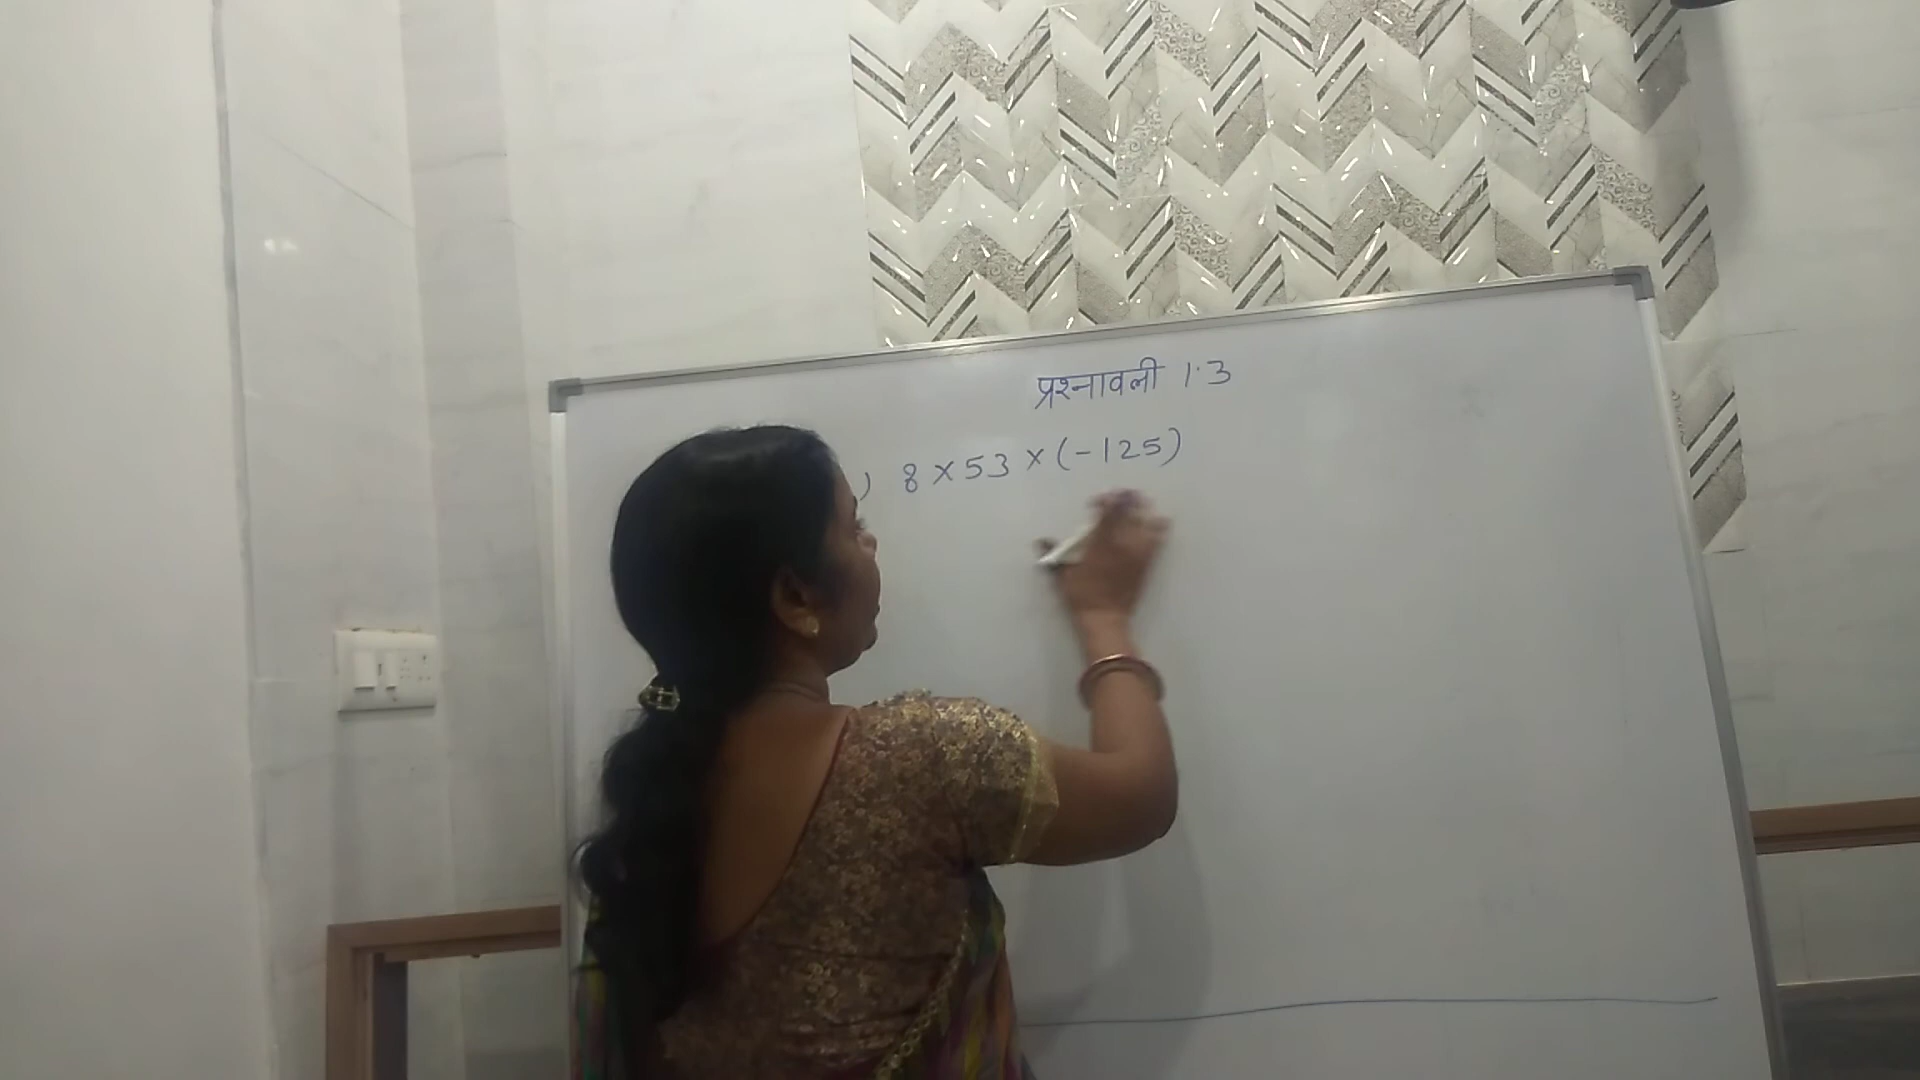 प्रश्नावली 1.3
) 8 × 53 × (-125)